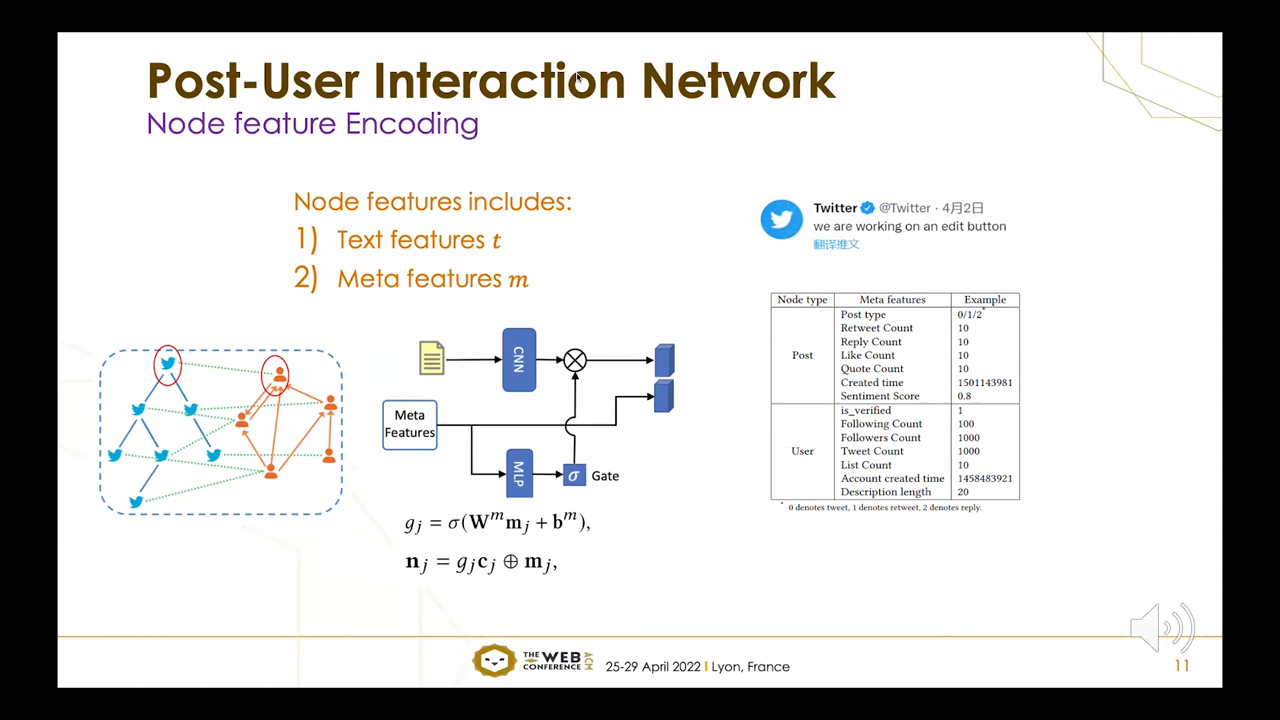 Post-User Interaction Network
Node feature Encoding
Node features includes:
1) Text features t
2) Meta features m
Twitter @Twitter · 4月2日
we are working on an edit button
翻译推文
CNN
Meta
Features
MLP
σ
Gate
g_j = σ(W^m m_j + b^m),
n_j = g_j c_j ⊕ m_j,
Node type Meta features Example
Post Post type 0/1/2*
Retweet Count 10
Reply Count 10
Like Count 10
Quote Count 10
Created time 1501143981
Sentiment Score 0.8
User is_verified 1
Following Count 100
Followers Count 1000
Tweet Count 1000
List Count 10
Account created time 1458483921
Description length 20
* 0 denotes tweet, 1 denotes retweet, 2 denotes reply.
THE WEB CONFERENCE ACM
25-29 April 2022 I Lyon, France
11